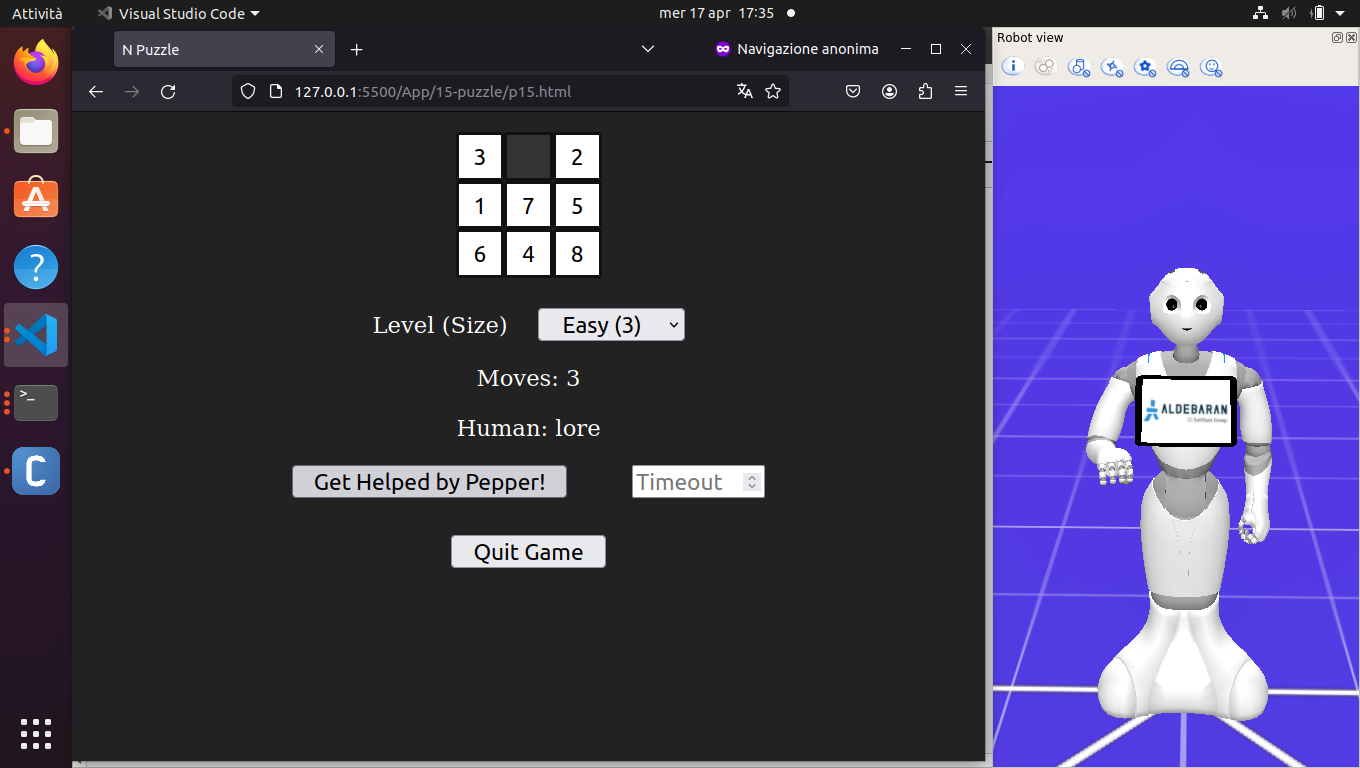 Attività Visual Studio Code mer 17 apr 17:35
N Puzzle Navigazione anonima
127.0.0.1:5500/App/15-puzzle/p15.html
Robot view
3 2
1 7 5
6 4 8
Level (Size) Easy (3)
Moves: 3
Human: lore
Get Helped by Pepper! Timeout
Quit Game
ALDEBARAN